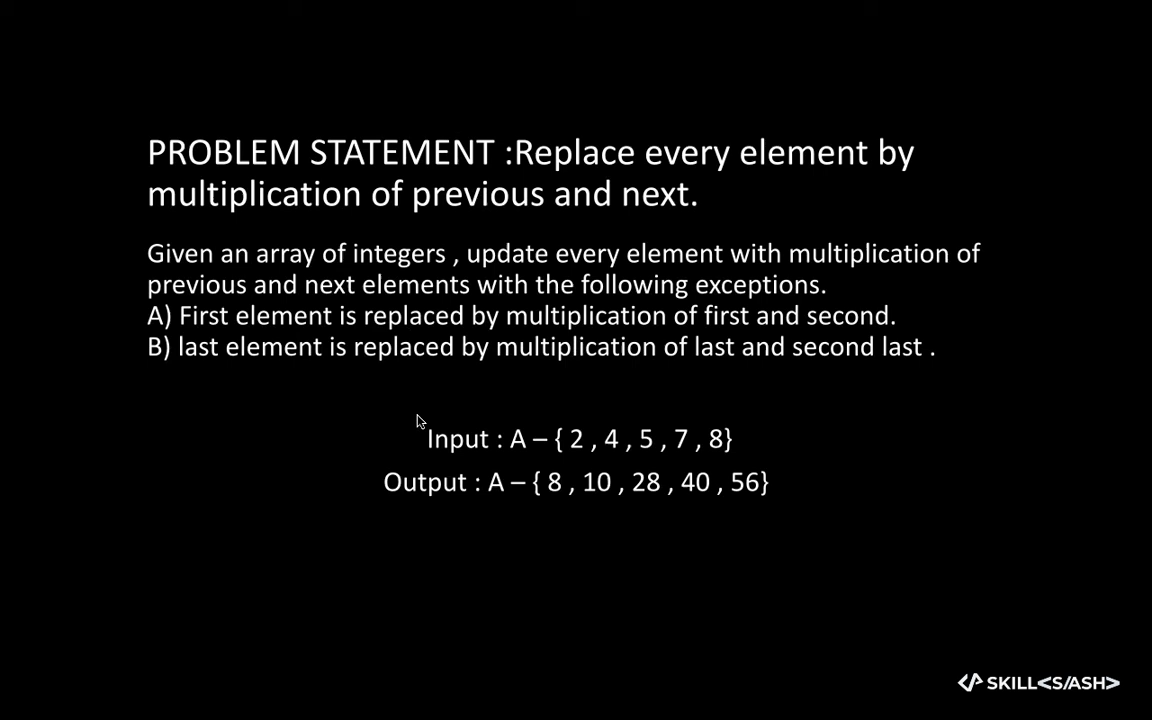 PROBLEM STATEMENT :Replace every element by
multiplication of previous and next.
Given an array of integers , update every element with multiplication of
previous and next elements with the following exceptions.
A) First element is replaced by multiplication of first and second.
B) last element is replaced by multiplication of last and second last .
Input : A – { 2 , 4 , 5 , 7 , 8}
Output : A – { 8 , 10 , 28 , 40 , 56}
SKILL<S/ASH>